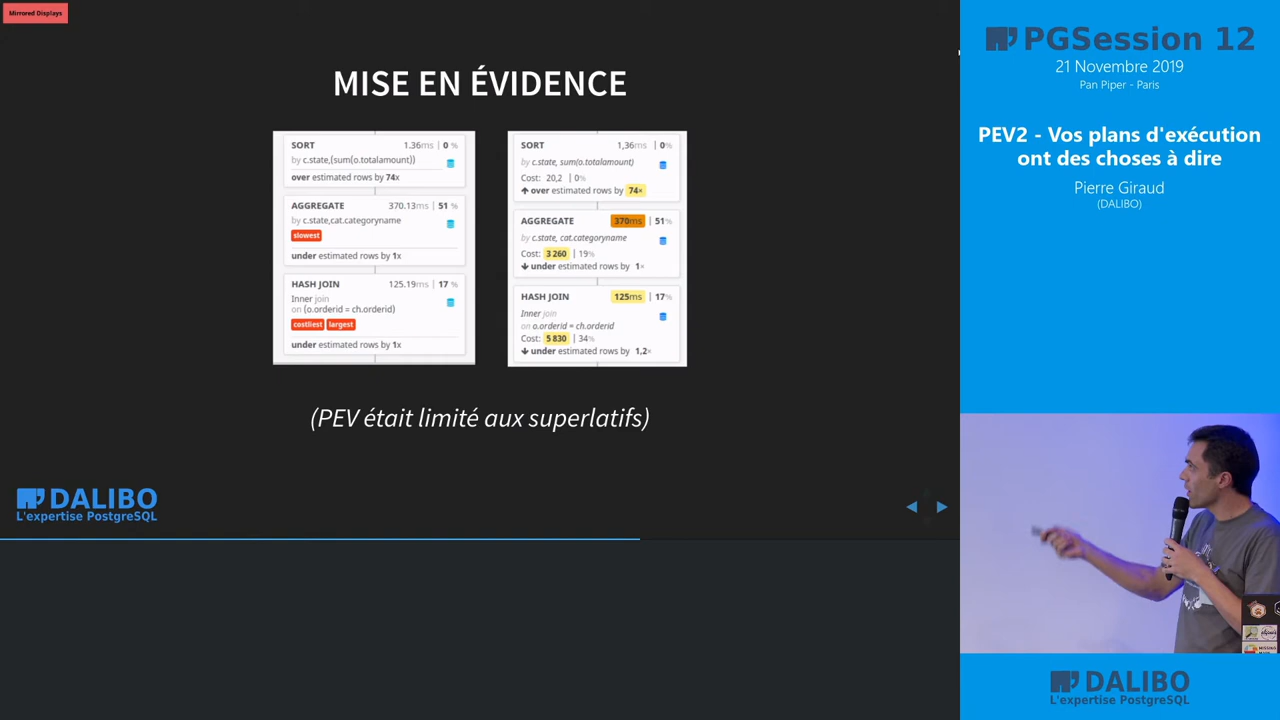 Mirrored Displays
MISE EN ÉVIDENCE
SORT 1.36ms | 0 %
by c.state,(sum(o.totalamount))
over estimated rows by 74x
AGGREGATE 370.13ms | 51 %
by c.state,cat.categoryname
slowest
under estimated rows by 1x
HASH JOIN 125.19ms | 17 %
Inner join
on (o.orderid = ch.orderid)
costliest largest
under estimated rows by 1x
SORT 1,36ms | 0%
by c.state, sum(o.totalamount)
Cost: 20,2 | 0%
over estimated rows by 74×
AGGREGATE 370ms | 51%
by c.state, cat.categoryname
Cost: 3 260 | 19%
under estimated rows by 1×
HASH JOIN 125ms | 17%
Inner join
on o.orderid = ch.orderid
Cost: 5 830 | 34%
under estimated rows by 1,2×
(PEV était limité aux superlatifs)
DALIBO
L'expertise PostgreSQL
PGSession 12
21 Novembre 2019
Pan Piper - Paris
PEV2 - Vos plans d'exécution
ont des choses à dire
Pierre Giraud
(DALIBO)
DALIBO
L'expertise PostgreSQL